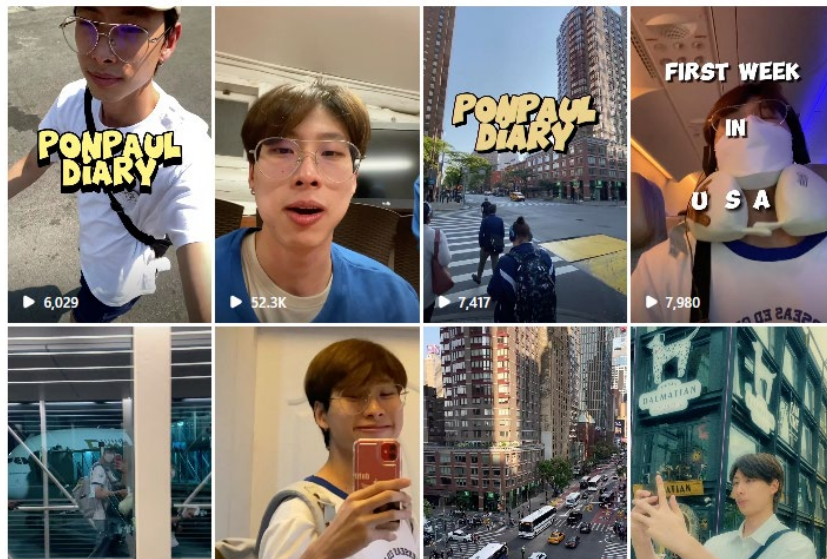 PONPAUL
DIARY
6,029
52.3K
PONPAUL
DIARY
7,417
FIRST WEEK
IN
U S A
7,980
DALMATIAN